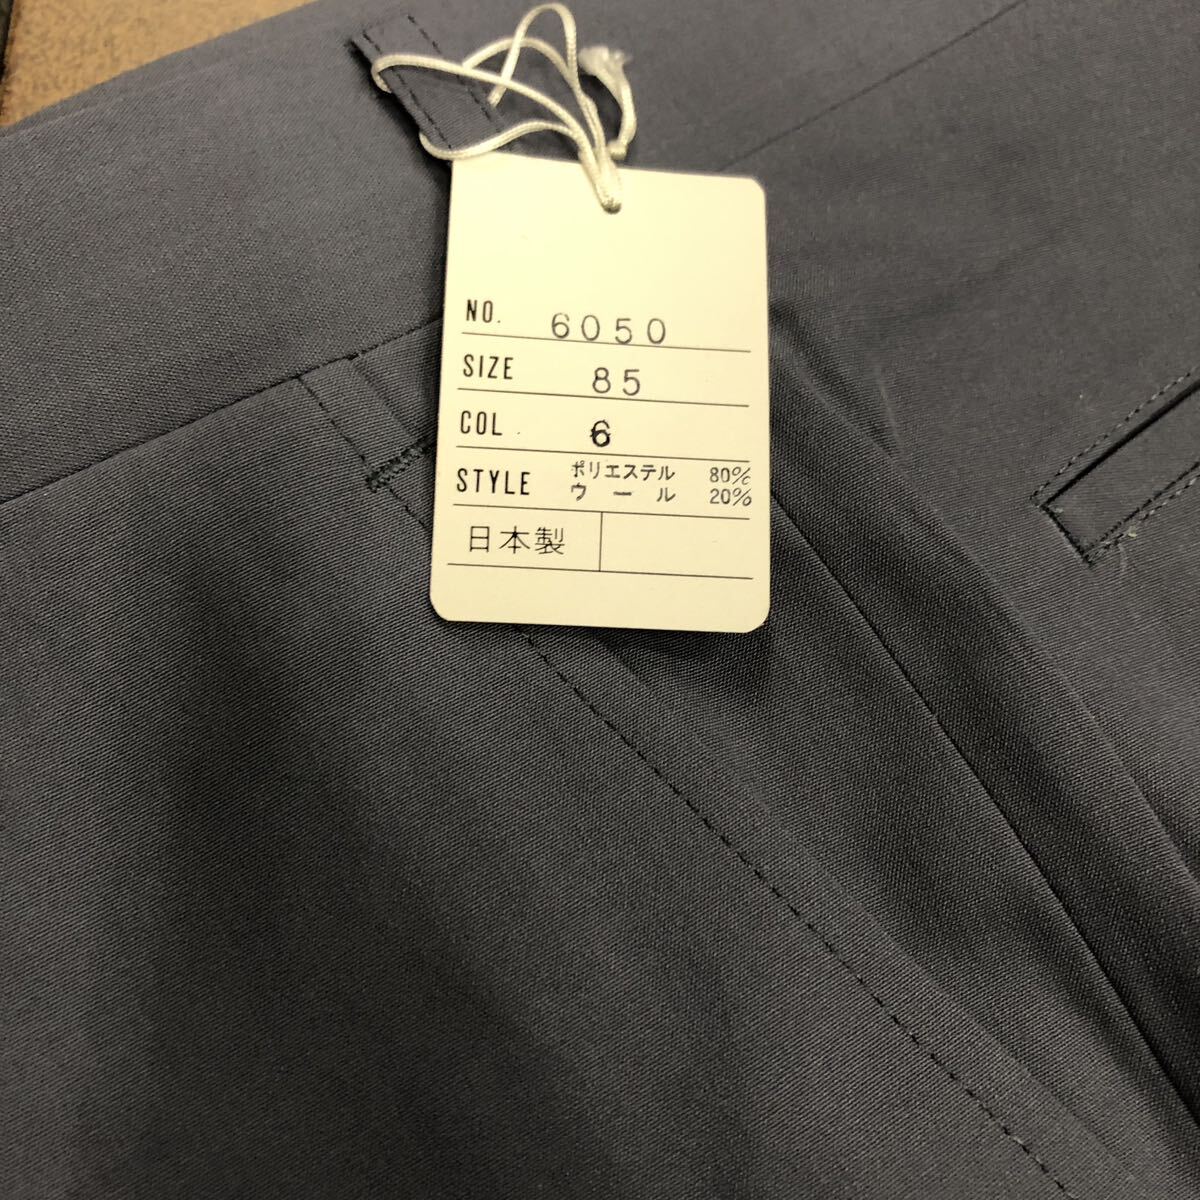 NO. 6050
SIZE 85
COL. 6
STYLE ポリエステル 80%
ウール 20%
日本製